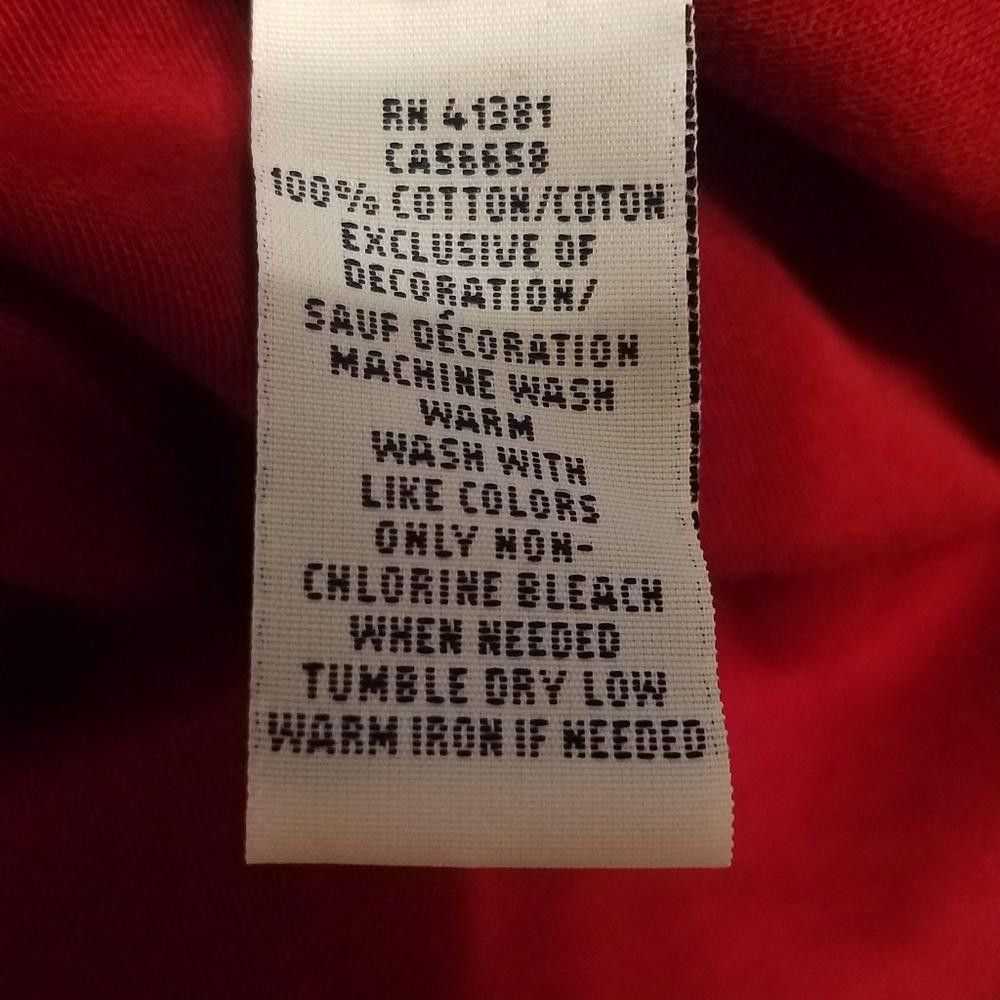 RN 41381
CA56658
100% COTTON/COTON
EXCLUSIVE OF
DECORATION/
SAUF DÉCORATION
MACHINE WASH
WARM
WASH WITH
LIKE COLORS
ONLY NON-
CHLORINE BLEACH
WHEN NEEDED
TUMBLE DRY LOW
WARM IRON IF NEEDED